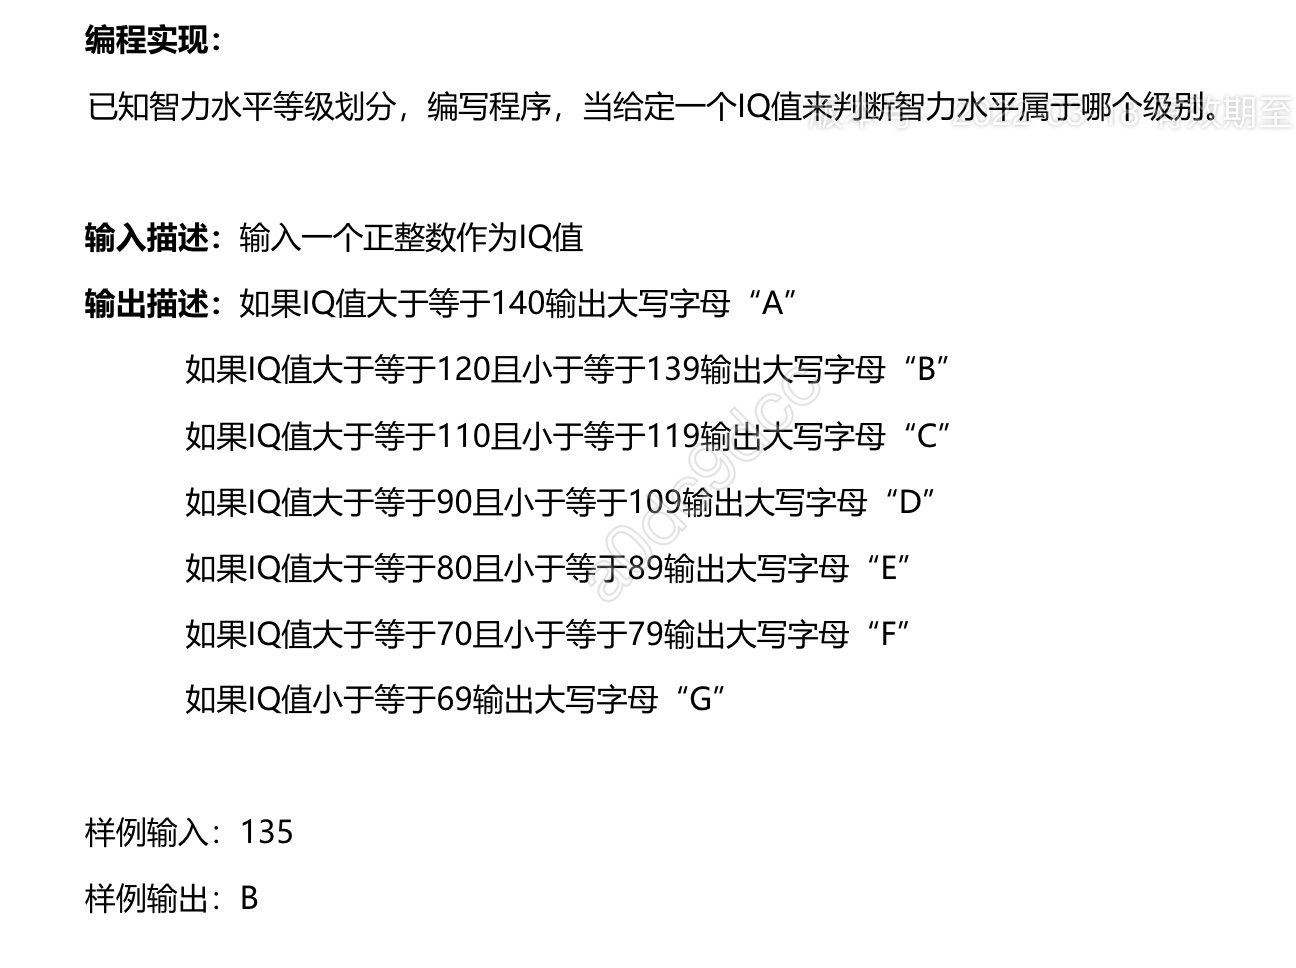 编程实现：
已知智力水平等级划分，编写程序，当给定一个IQ值来判断智力水平属于哪个级别。
输入描述：输入一个正整数作为IQ值
输出描述：如果IQ值大于等于140输出大写字母“A”
如果IQ值大于等于120且小于等于139输出大写字母“B”
如果IQ值大于等于110且小于等于119输出大写字母“C”
如果IQ值大于等于90且小于等于109输出大写字母“D”
如果IQ值大于等于80且小于等于89输出大写字母“E”
如果IQ值大于等于70且小于等于79输出大写字母“F”
如果IQ值小于等于69输出大写字母“G”
样例输入：135
样例输出：B